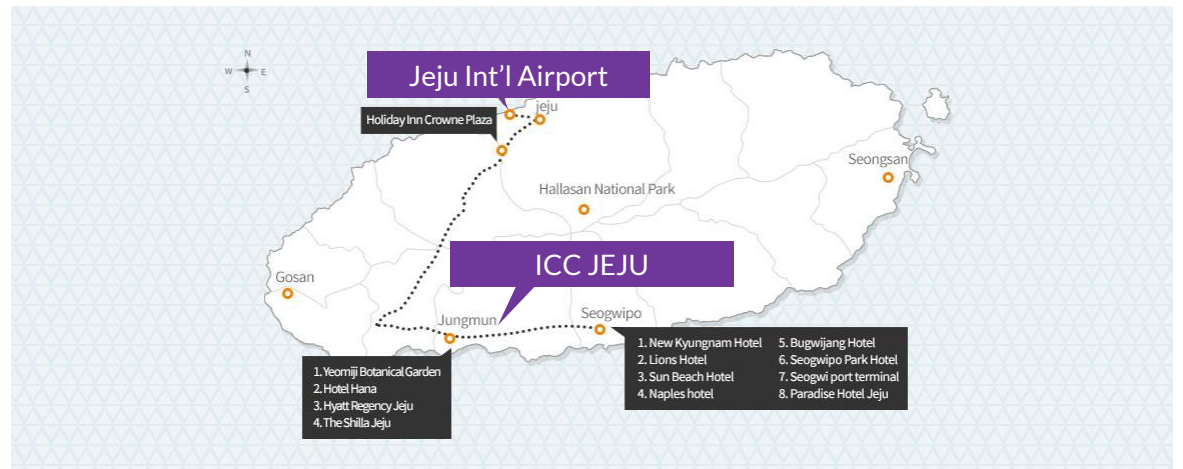 N
W E
S
Jeju Int’l Airport
jeju
Holiday Inn Crowne Plaza
Seongsan
Hallasan National Park
ICC JEJU
Gosan
Jungmun
Seogwipo
1. Yeomiji Botanical Garden
2. Hotel Hana
3. Hyatt Regency Jeju
4. The Shilla Jeju
1. New Kyungnam Hotel
2. Lions Hotel
3. Sun Beach Hotel
4. Naples hotel
5. Bugwijang Hotel
6. Seogwipo Park Hotel
7. Seogwi port terminal
8. Paradise Hotel Jeju